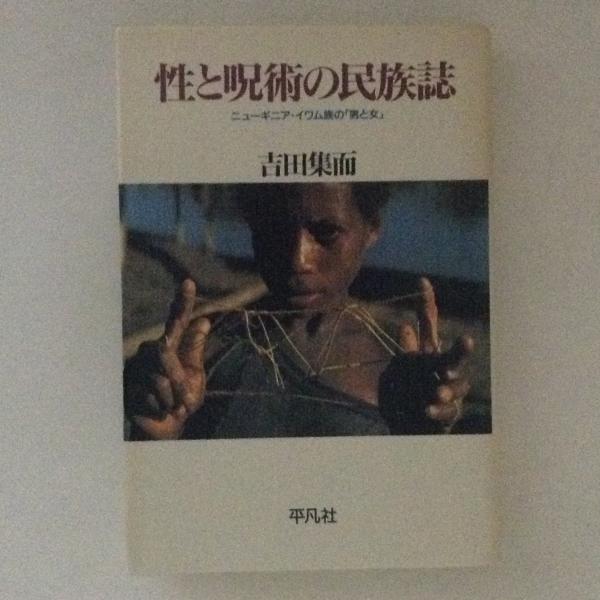 性と呪術の民族誌
ニューギニア・イワム族の「男と女」
吉田集而
平凡社